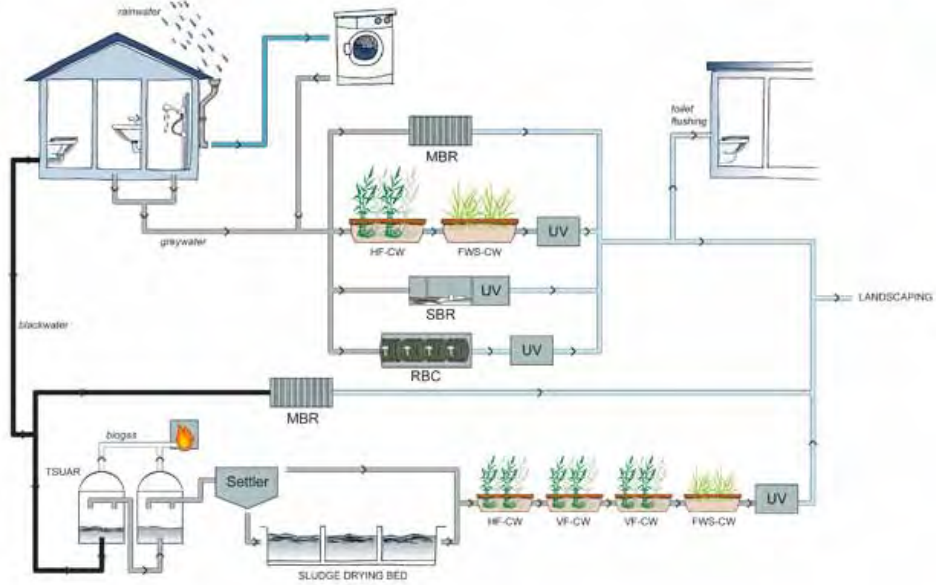 rainwater
toilet
flushing
MBR
greywater
HF-CW
FWS-CW
UV
UV
SBR
LANDSCAPING
blackwater
UV
RBC
MBR
biogas
TSUAR
Settler
UV
HF-CW
VF-CW
VF-CW
FWS-CW
SLUDGE DRYING BED